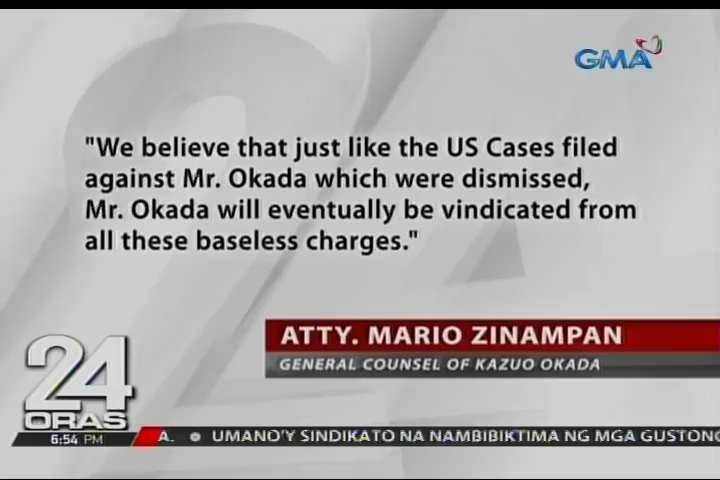 GMA
"We believe that just like the US Cases filed
against Mr. Okada which were dismissed,
Mr. Okada will eventually be vindicated from
all these baseless charges."
ATTY. MARIO ZINAMPAN
GENERAL COUNSEL OF KAZUO OKADA
24
ORAS
6:54 PM
A. UMANO'Y SINDIKATO NA NAMBIBIKTIMA NG MGA GUSTONG